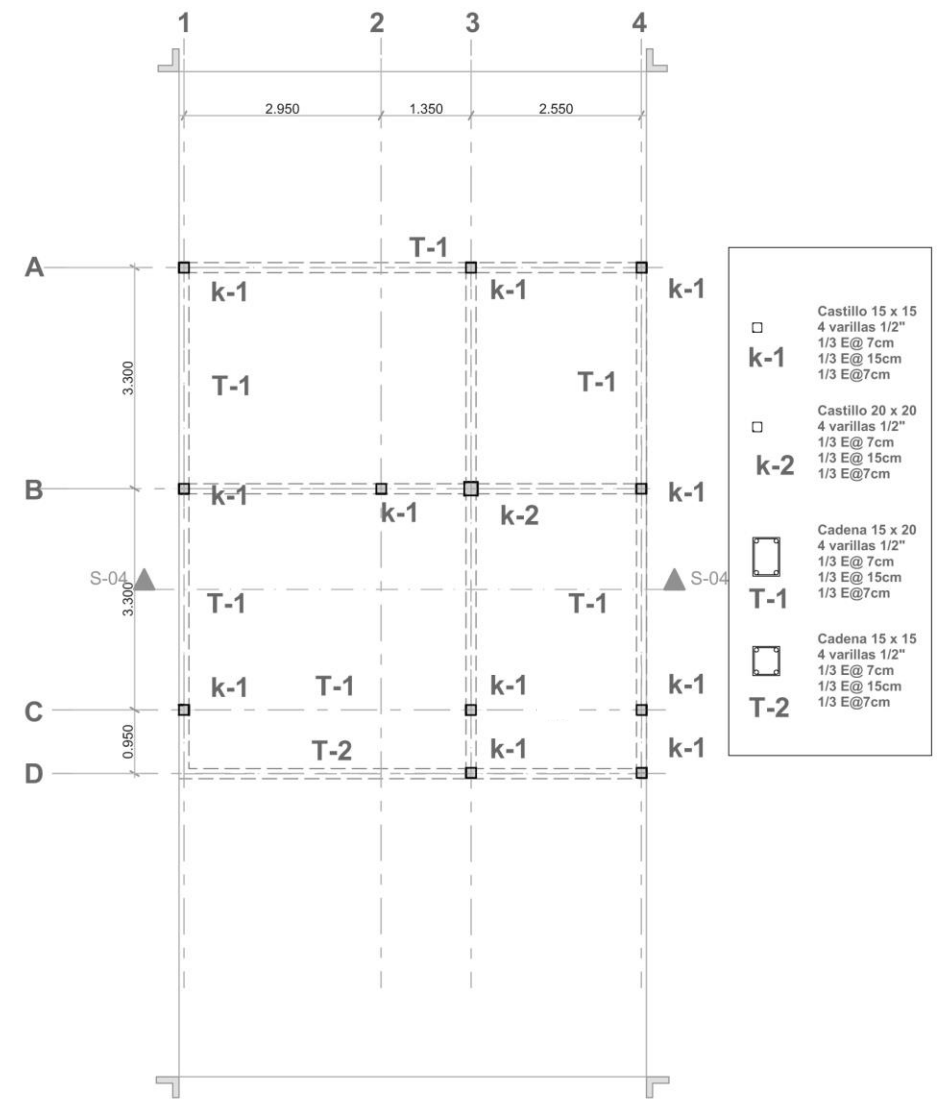 1 2 3 4
2.950 1.350 2.550
T-1
A
k-1 k-1 k-1
3.300
T-1 T-1
B
k-1 k-1 k-2 k-1
S-04 S-04
3.300
T-1 T-1
k-1 T-1 k-1 k-1
C
0.950
T-2 k-1 k-1
D
k-1
Castillo 15 x 15
4 varillas 1/2"
1/3 E@ 7cm
1/3 E@ 15cm
1/3 E@7cm
k-2
Castillo 20 x 20
4 varillas 1/2"
1/3 E@ 7cm
1/3 E@ 15cm
1/3 E@7cm
T-1
Cadena 15 x 20
4 varillas 1/2"
1/3 E@ 7cm
1/3 E@ 15cm
1/3 E@7cm
T-2
Cadena 15 x 15
4 varillas 1/2"
1/3 E@ 7cm
1/3 E@ 15cm
1/3 E@7cm